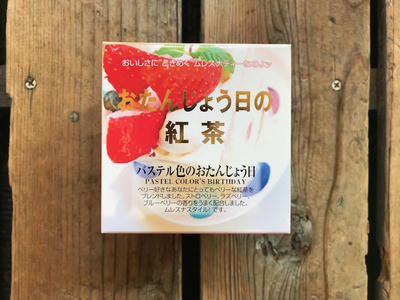 おいしさに ときめく ムレスナティーなのよッ
おたんじょう日の
紅茶
パステル色のおたんじょう日
PASTEL COLOR'S BIRTHDAY
ベリー好きなあなたにとってもベリーな紅茶を
ブレンドしました。ストロベリー、ラズベリー、
ブルーベリーの香りをうまく配合しました。
ムレスナスタイル！です。